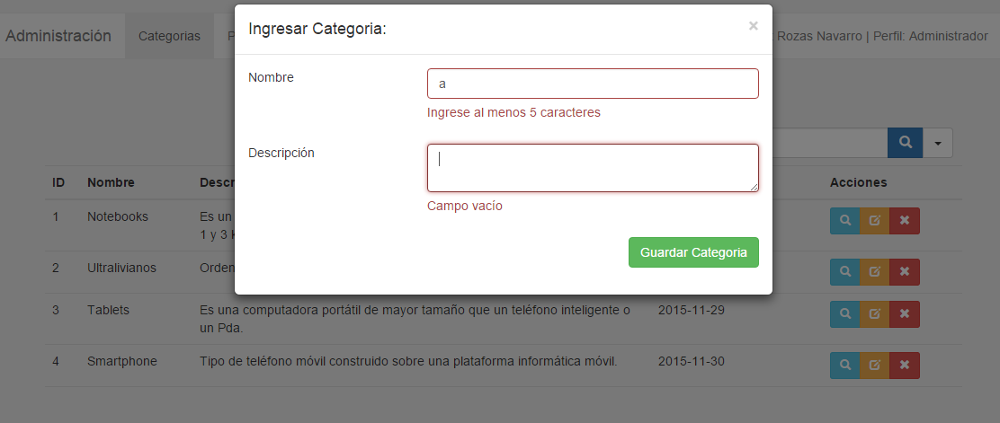 Administración
Categorias
P
Rozas Navarro | Perfil: Administrador
Ingresar Categoria:
×
Nombre
a
Ingrese al menos 5 caracteres
Descripción
Campo vacío
Guardar Categoria
ID Nombre Descr Acciones
1 Notebooks Es un
1 y 3 k
2 Ultralivianos Orden
3 Tablets Es una computadora portátil de mayor tamaño que un teléfono inteligente o 2015-11-29
un Pda.
4 Smartphone Tipo de teléfono móvil construido sobre una plataforma informática móvil. 2015-11-30